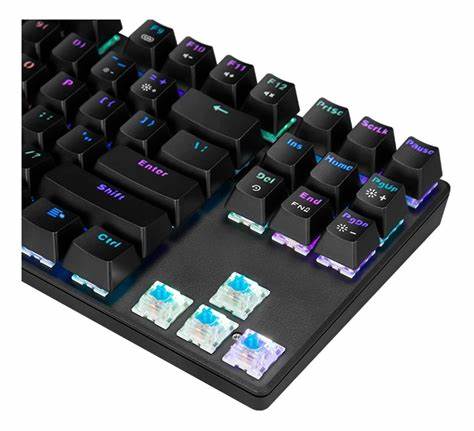 F9
F10
F11
F12
PrtSc
ScrLk
Pause
+
=
O
P
{
[
}
]
|
\
Ins
Home
PgUp
+
:
;
"
'
Enter
Del
End
FN2
PgDn
-
Shift
Ctrl